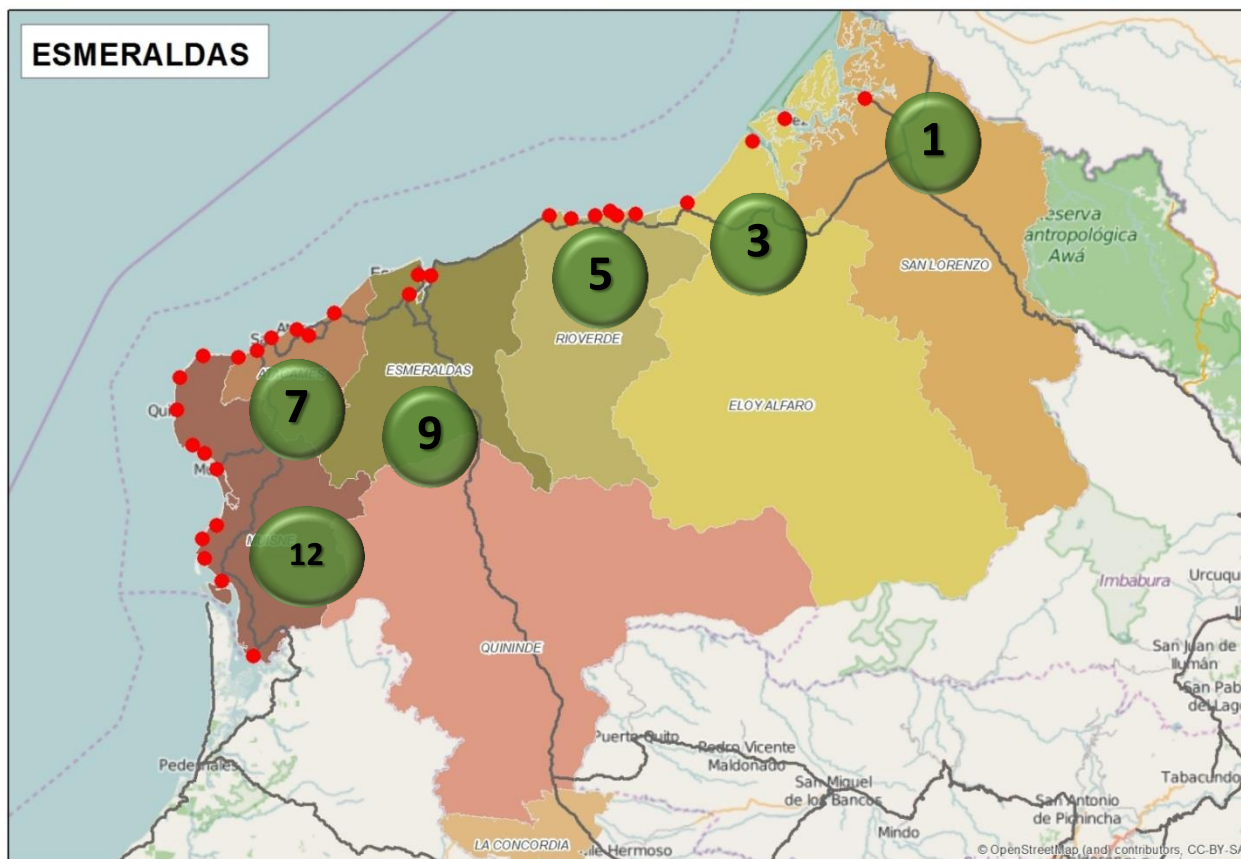 ESMERALDAS
1
Reserva
antropológica
Awá
3
SAN LORENZO
5
RIOVERDE
ESMERALDAS
7
9
ELOY ALFARO
12
Imbabura
QUININDE
San Juan de
Ilumán
San Pab
del Lago
Puerto Quito
Pedro Vicente
Maldonado
Pedernales
San Miguel
de los Bancos
Tabacundo
San Antonio
de Pichincha
Mindo
LA CONCORDIA
© OpenStreetMap (and) contributors, CC-BY-SA